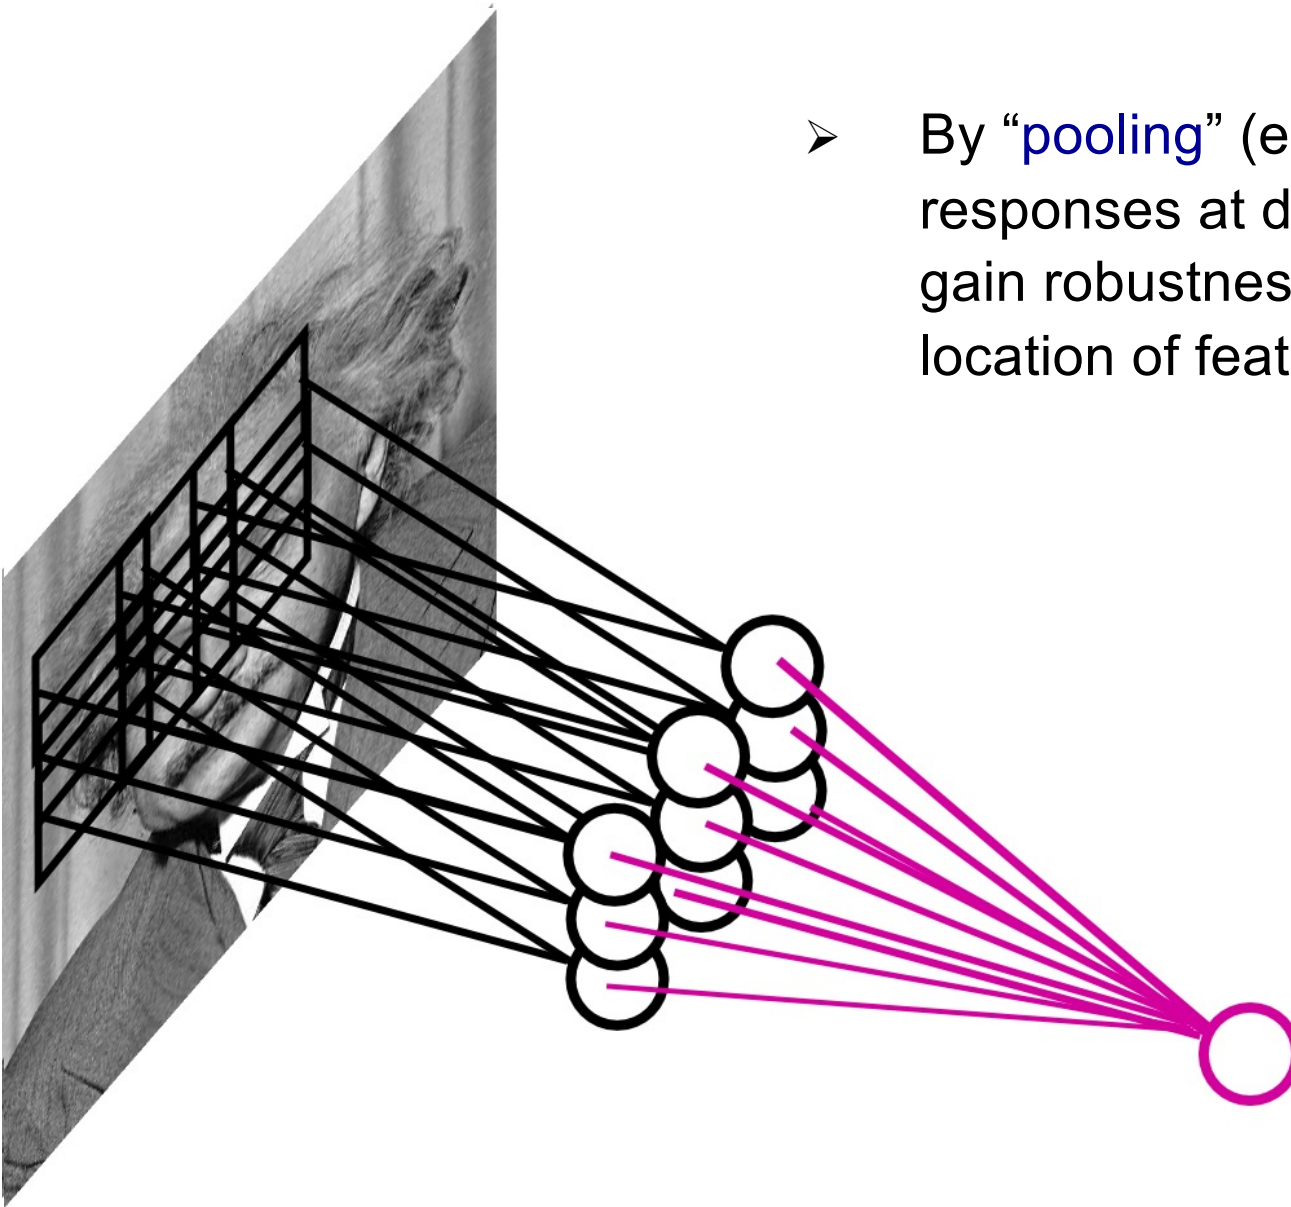 ➢ By “pooling” (e
responses at d
gain robustnes
location of feat